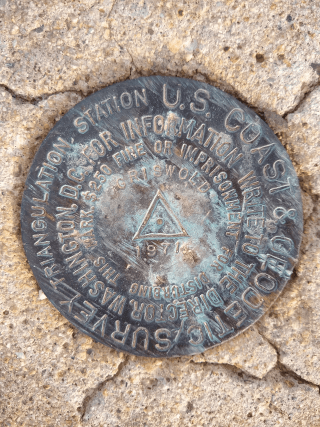 U.S. COAST & GEODETIC SURVEY
TRIANGULATION STATION
FOR INFORMATION WRITE TO THE DIRECTOR, WASHINGTON, D.C.
$250 FINE OR IMPRISONMENT FOR DISTURBING THIS MARK.